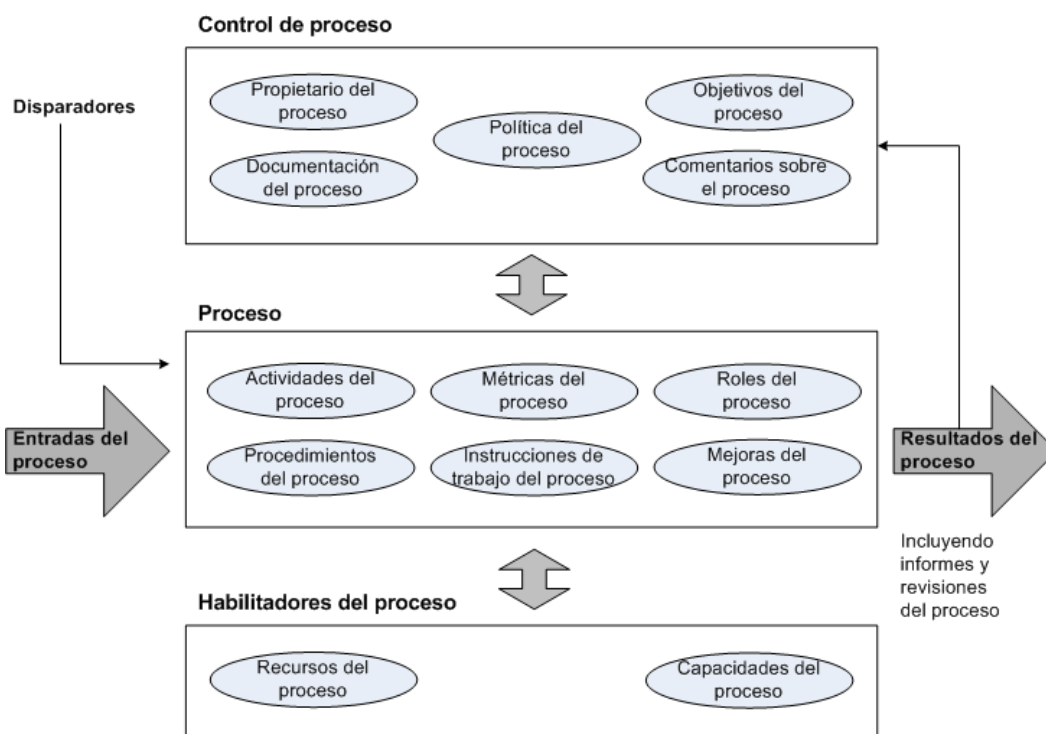 Control de proceso
Disparadores
Propietario del
proceso
Política del
proceso
Objetivos del
proceso
Documentación
del proceso
Comentarios sobre
el proceso
Proceso
Entradas del
proceso
Actividades del
proceso
Métricas del
proceso
Roles del
proceso
Procedimientos
del proceso
Instrucciones de
trabajo del proceso
Mejoras del
proceso
Resultados del
proceso
Incluyendo
informes y
revisiones
del proceso
Habilitadores del proceso
Recursos del
proceso
Capacidades del
proceso